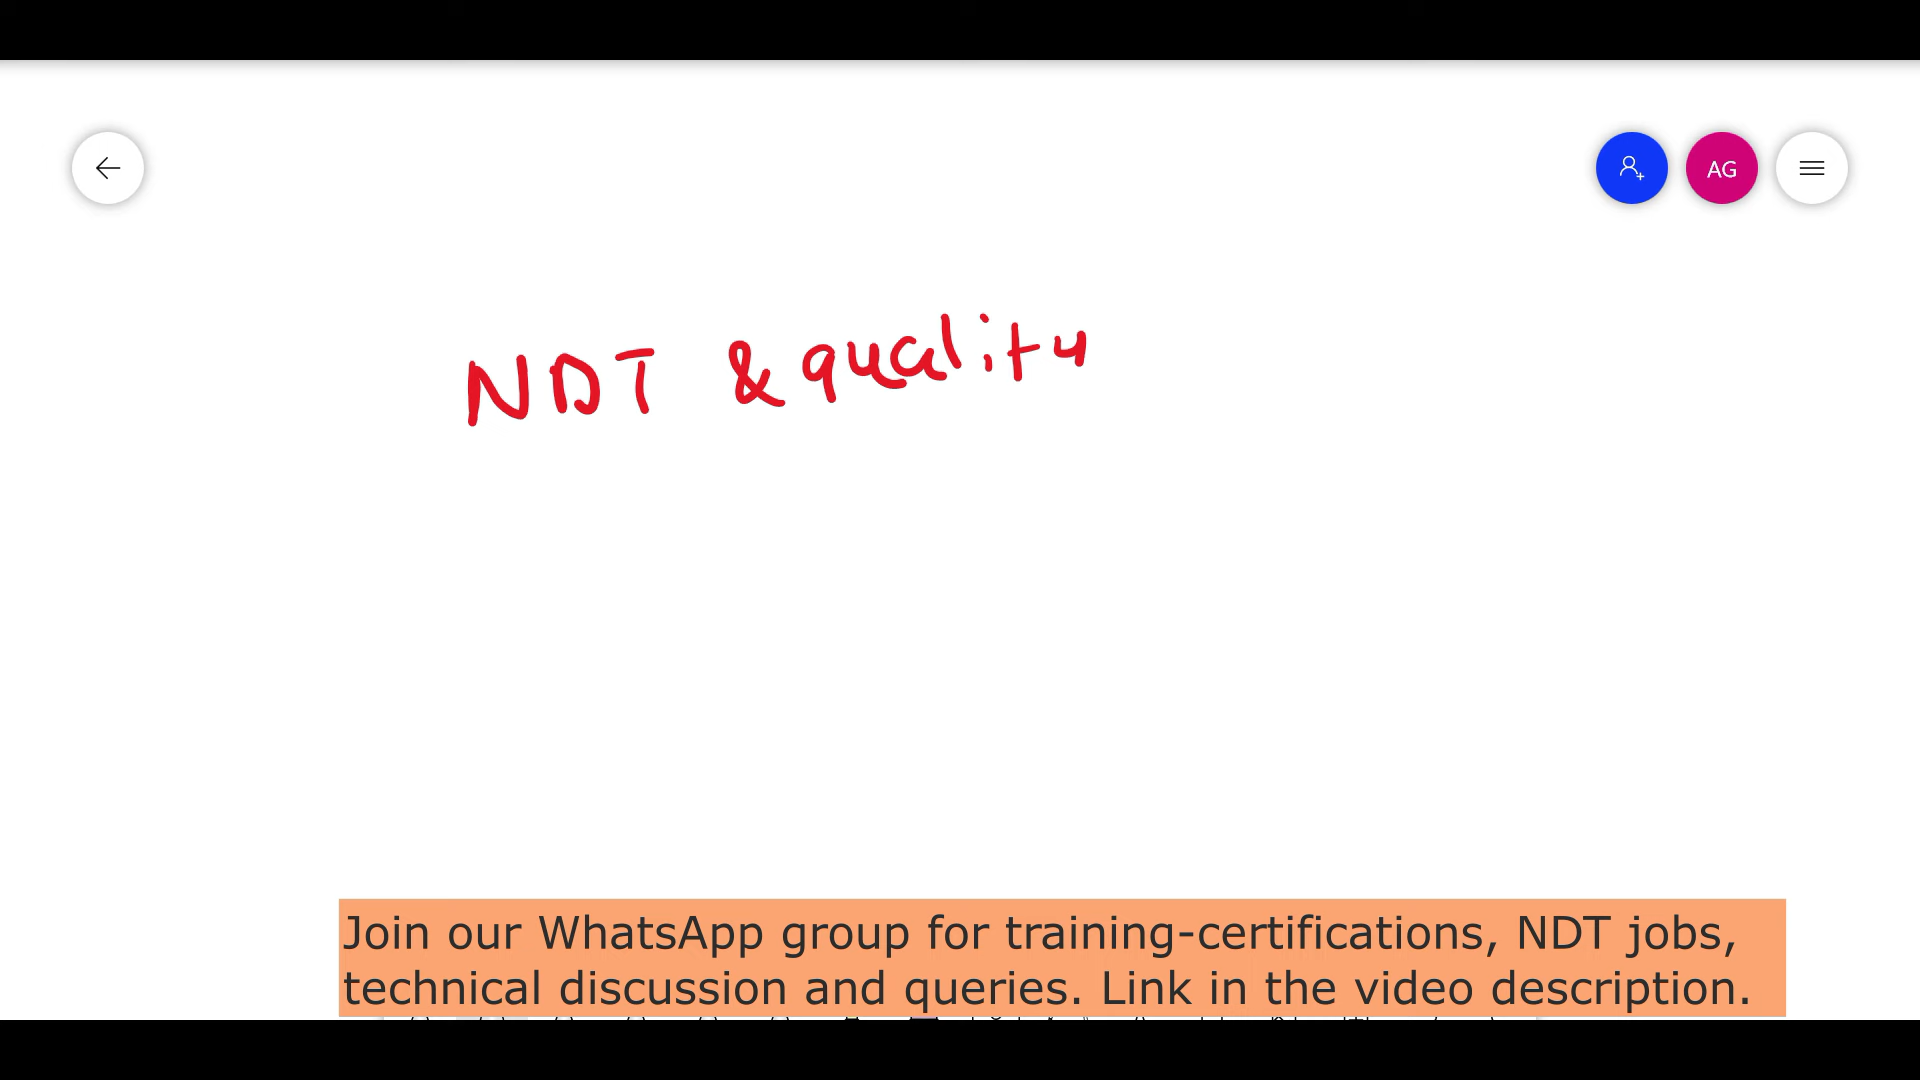 AG
NDT & quality
Join our WhatsApp group for training-certifications, NDT jobs,
technical discussion and queries. Link in the video description.